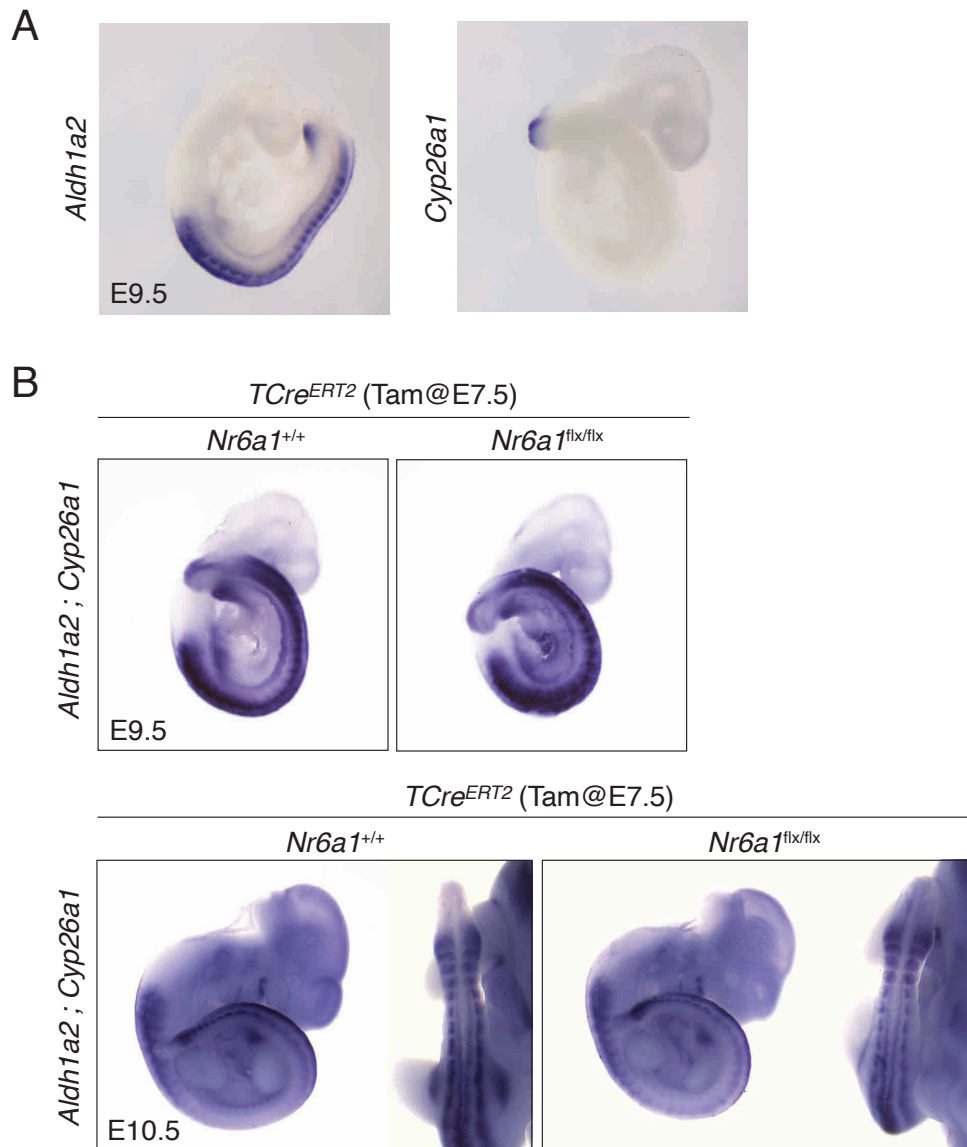 A
Aldh1a2
E9.5
Cyp26a1
B
TCreERT2 (Tam@E7.5)
Nr6a1+/+
Nr6a1flx/flx
Aldh1a2 ; Cyp26a1
E9.5
TCreERT2 (Tam@E7.5)
Nr6a1+/+
Nr6a1flx/flx
Aldh1a2 ; Cyp26a1
E10.5